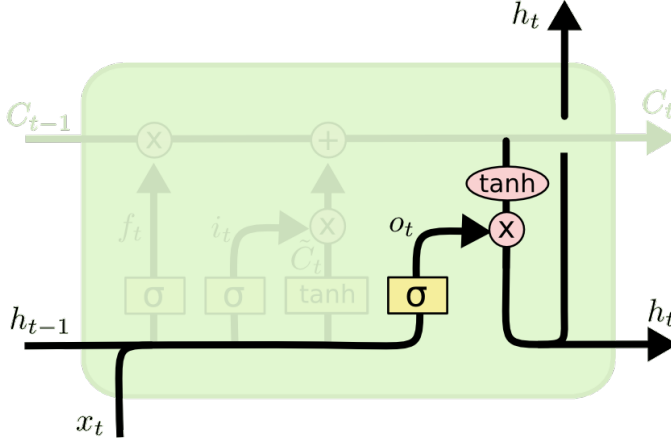 h_t
C_{t-1}
C_t
x
+
tanh
f_t
i_t
x
o_t
x
C̃_t
σ
σ
tanh
σ
h_{t-1}
h_t
x_t